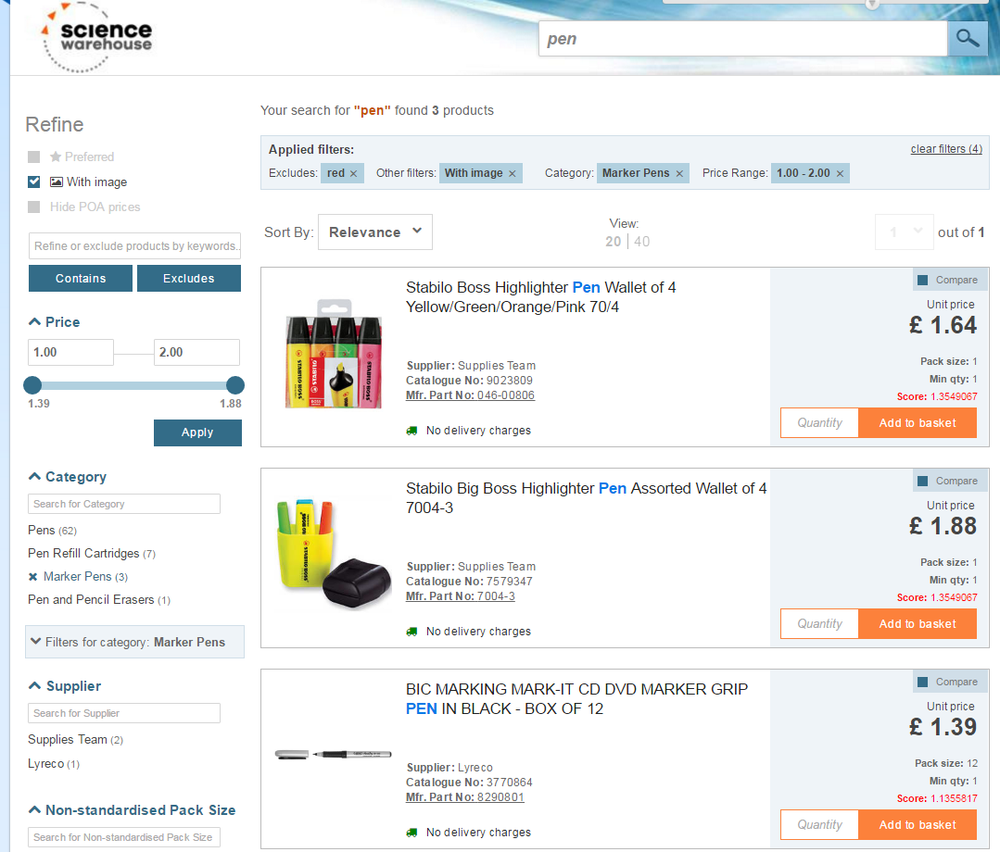 science
warehouse
pen
Refine
Preferred
With image
Hide POA prices
Refine or exclude products by keywords..
Contains Excludes
Price
1.00 2.00
1.39 1.88
Apply
Category
Search for Category
Pens (62)
Pen Refill Cartridges (7)
Marker Pens (3)
Pen and Pencil Erasers (1)
Filters for category: Marker Pens
Supplier
Search for Supplier
Supplies Team (2)
Lyreco (1)
Non-standardised Pack Size
Search for Non-standardised Pack Size
Your search for "pen" found 3 products
Applied filters: clear filters (4)
Excludes: red × Other filters: With image × Category: Marker Pens × Price Range: 1.00 - 2.00 ×
Sort By: Relevance
View:
20 | 40
1 out of 1
Stabilo Boss Highlighter Pen Wallet of 4
Yellow/Green/Orange/Pink 70/4
Supplier: Supplies Team
Catalogue No: 9023809
Mfr. Part No: 046-00806
No delivery charges
Compare
Unit price
£ 1.64
Pack size: 1
Min qty: 1
Score: 1.3549067
Quantity Add to basket
Stabilo Big Boss Highlighter Pen Assorted Wallet of 4
7004-3
Supplier: Supplies Team
Catalogue No: 7579347
Mfr. Part No: 7004-3
No delivery charges
Compare
Unit price
£ 1.88
Pack size: 1
Min qty: 1
Score: 1.3549067
Quantity Add to basket
BIC MARKING MARK-IT CD DVD MARKER GRIP
PEN IN BLACK - BOX OF 12
Supplier: Lyreco
Catalogue No: 3770864
Mfr. Part No: 8290801
No delivery charges
Compare
Unit price
£ 1.39
Pack size: 12
Min qty: 1
Score: 1.1355817
Quantity Add to basket